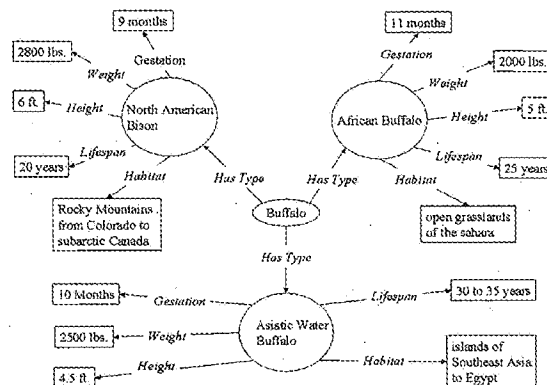 9 months
11 months
2800 lbs.
Gestation
Gestation
2000 lbs.
Weight
Weight
6 ft.
Height
North American
Bison
African Buffalo
Height
5 ft.
20 years
Lifespan
Lifespan
25 years
Habitat
Has Type
Has Type
Habitat
Rocky Mountains
from Colorado to
subarctic Canada
Buffalo
open grasslands
of the sahara
Has Type
10 Months
Gestation
Lifespan
30 to 35 years
2500 lbs.
Weight
Asistic Water
Buffalo
Height
4.5 ft.
Habitat
islands of
Southeast Asia
to Egypt